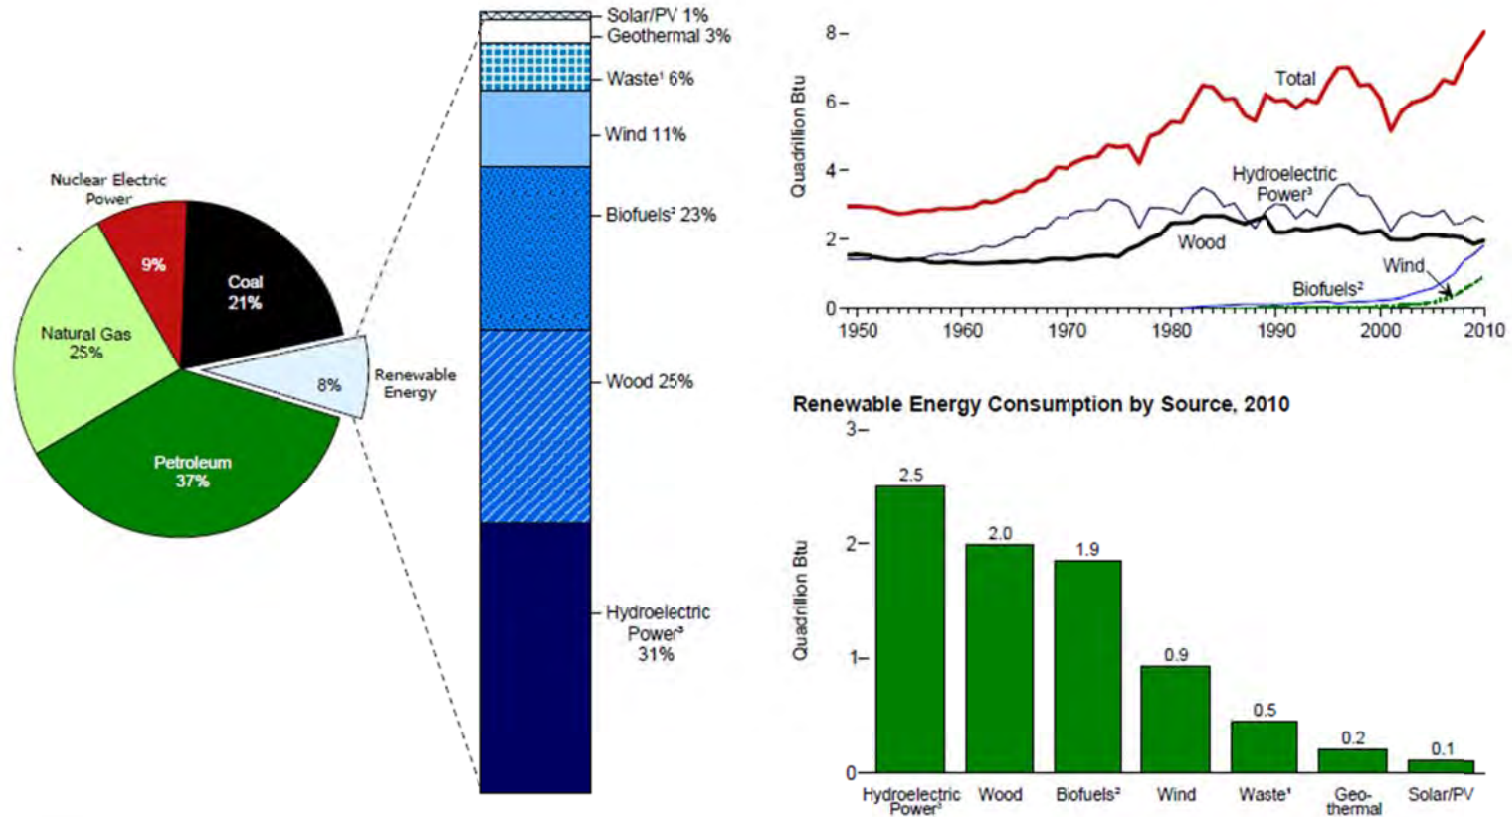 Nuclear Electric
Power
9%
Coal
21%
Natural Gas
25%
8%
Renewable
Energy
Petroleum
37%
Solar/PV 1%
Geothermal 3%
Waste¹ 6%
Wind 11%
Biofuels² 23%
Wood 25%
Hydroelectric
Power³
31%
Quadrillion Btu
8
6
4
2
0
Total
Hydroelectric
Power³
Wood
Wind
Biofuels²
1950 1960 1970 1980 1990 2000 2010
Renewable Energy Consumption by Source, 2010
Quadrillion Btu
3
2
1
0
2.5
2.0
1.9
0.9
0.5
0.2
0.1
Hydroelectric
Power³
Wood
Biofuels²
Wind
Waste¹
Geo-
thermal
Solar/PV